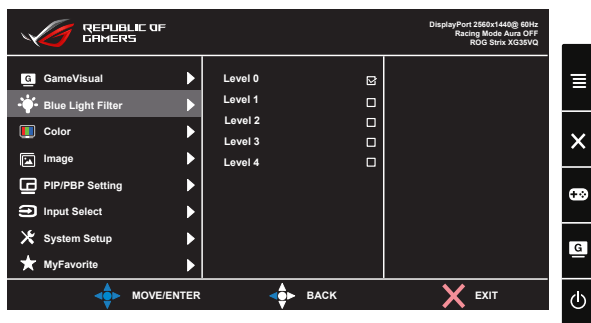 REPUBLIC OF
GAMERS
DisplayPort 2560x1440@ 60Hz
Racing Mode Aura OFF
ROG Strix XG35VQ
G GameVisual
Blue Light Filter
Color
Image
PIP/PBP Setting
Input Select
System Setup
MyFavorite
Level 0
Level 1
Level 2
Level 3
Level 4
MOVE/ENTER
BACK
EXIT
G